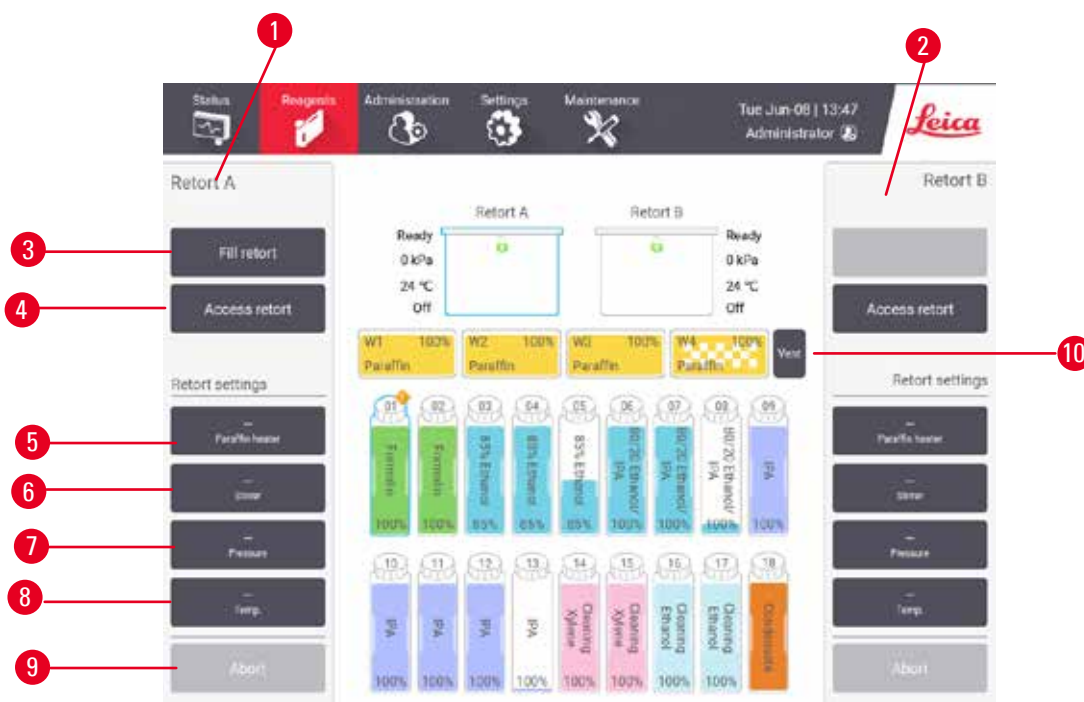 1
2
Status Reagents Administration Settings Maintenance
Tue Jun-08 | 13:47
Administrator
Leica
Retort A
Retort B
Retort A Retort B
3
Fill retort
Ready
0 kPa
24 °C
Off
Ready
0 kPa
24 °C
Off
4
Access retort
Access retort
W1 100%
Paraffin
W2 100%
Paraffin
W3 100%
Paraffin
W4 100%
Paraffin
Vent
10
Retort settings
Retort settings
01 02 03 04 05 06 07 08 09
Formalin
100%
Formalin
100%
85% Ethanol
85%
85% Ethanol
85%
85% Ethanol
85%
80/20 Ethanol/
IPA
100%
80/20 Ethanol/
IPA
100%
80/20 Ethanol/
IPA
100%
IPA
100%
5
--
Paraffin heater
--
Paraffin heater
6
--
Stirrer
--
Stirrer
7
--
Pressure
--
Pressure
8
--
Temp.
--
Temp.
9
Abort
Abort
10 11 12 13 14 15 16 17 18
IPA
100%
IPA
100%
IPA
100%
IPA
100%
Cleaning
Xylene
100%
Cleaning
Xylene
100%
Cleaning
Ethanol
100%
Cleaning
Ethanol
100%
Condensate